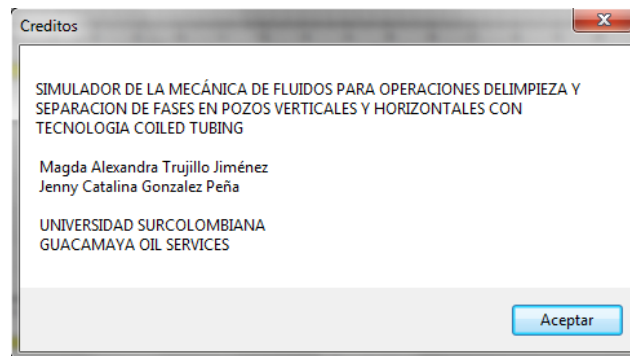 Creditos
SIMULADOR DE LA MECÁNICA DE FLUIDOS PARA OPERACIONES DELIMPIEZA Y
SEPARACION DE FASES EN POZOS VERTICALES Y HORIZONTALES CON
TECNOLOGIA COILED TUBING
Magda Alexandra Trujillo Jiménez
Jenny Catalina Gonzalez Peña
UNIVERSIDAD SURCOLOMBIANA
GUACAMAYA OIL SERVICES
Aceptar